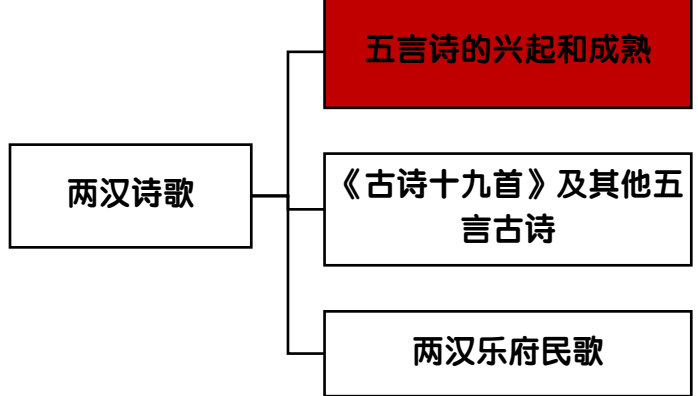 两汉诗歌
五言诗的兴起和成熟
《古诗十九首》及其他五
言古诗
两汉乐府民歌